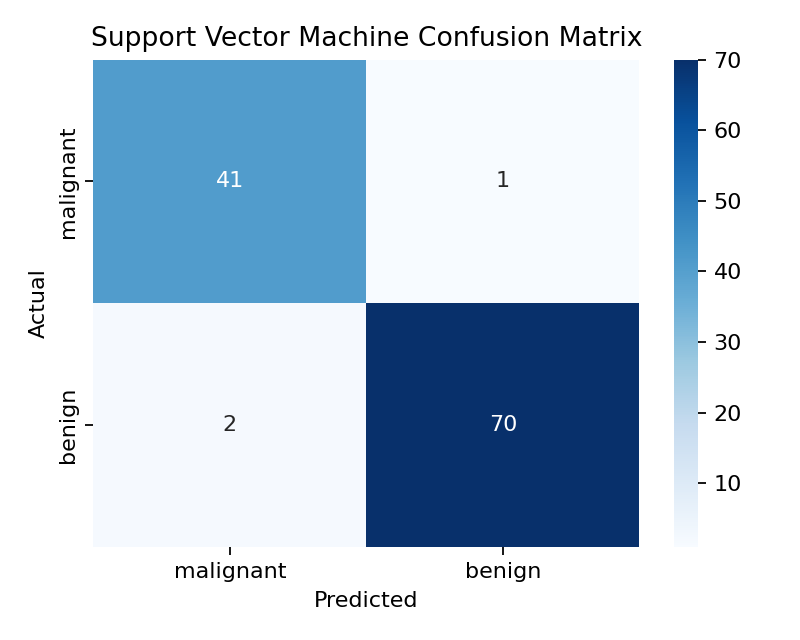 Support Vector Machine Confusion Matrix
Actual
malignant
benign
41
1
2
70
malignant
benign
Predicted
70
60
50
40
30
20
10